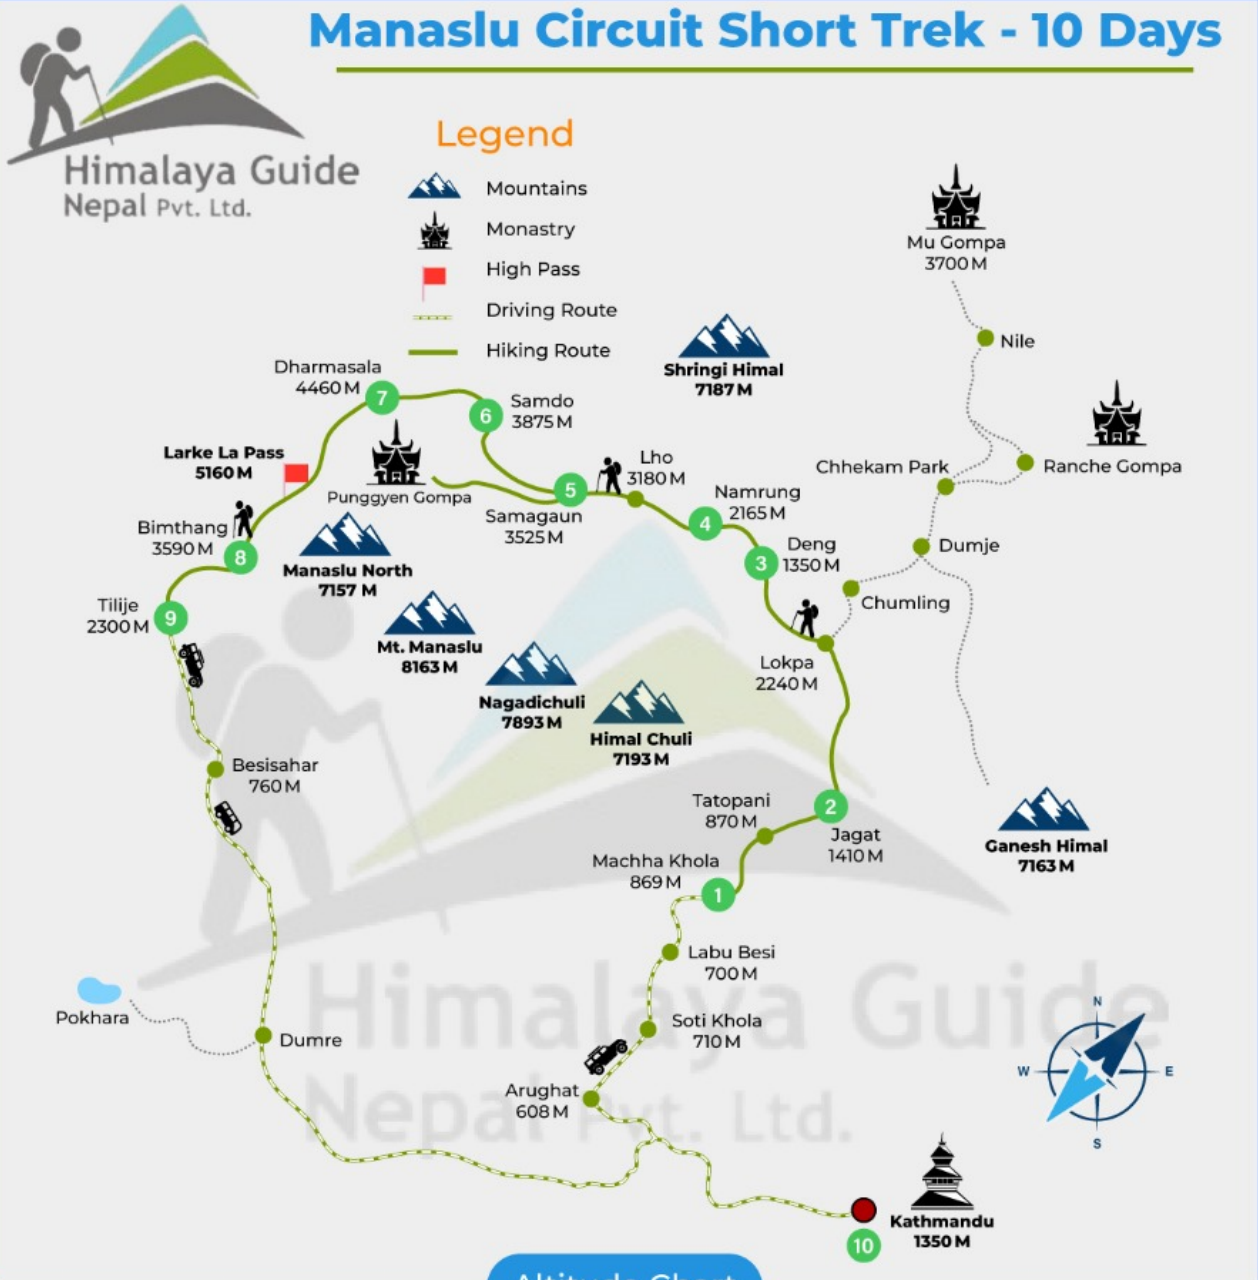 Manaslu Circuit Short Trek - 10 Days
Himalaya Guide
Nepal Pvt. Ltd.
Legend
Mountains
Monastry
High Pass
Driving Route
Hiking Route
Mu Gompa
3700 M
Nile
Shringi Himal
7187 M
Dharmasala
4460 M
7
6
Samdo
3875 M
Larke La Pass
5160 M
Punggyen Gompa
Lho
3180 M
5
Samagaun
3525 M
Chhekam Park
Ranche Gompa
Namrung
2165 M
4
Bimthang
3590 M
8
Deng
1350 M
3
Dumje
Manaslu North
7157 M
Chumling
Tilije
2300 M
9
Mt. Manaslu
8163 M
Lokpa
2240 M
Nagadichuli
7893 M
Himal Chuli
7193 M
Besisahar
760 M
Tatopani
870 M
2
Jagat
1410 M
Ganesh Himal
7163 M
Machha Khola
869 M
1
Labu Besi
700 M
Himalaya Guide
Nepal Pvt. Ltd.
Pokhara
Dumre
Soti Khola
710 M
N
W
E
S
Arughat
608 M
Kathmandu
1350 M
10
Altitude Chart